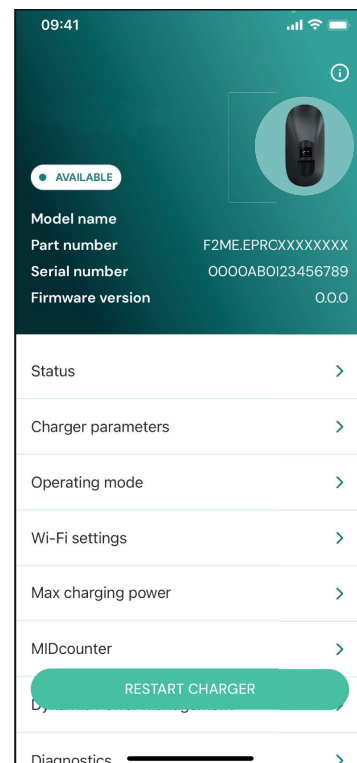 09:41
AVAILABLE
Model name
Part number F2ME.EPRCXXXXXXXX
Serial number 0000AB0123456789
Firmware version 0.0.0
Status
Charger parameters
Operating mode
Wi-Fi settings
Max charging power
MIDcounter
RESTART CHARGER
Diagnostics